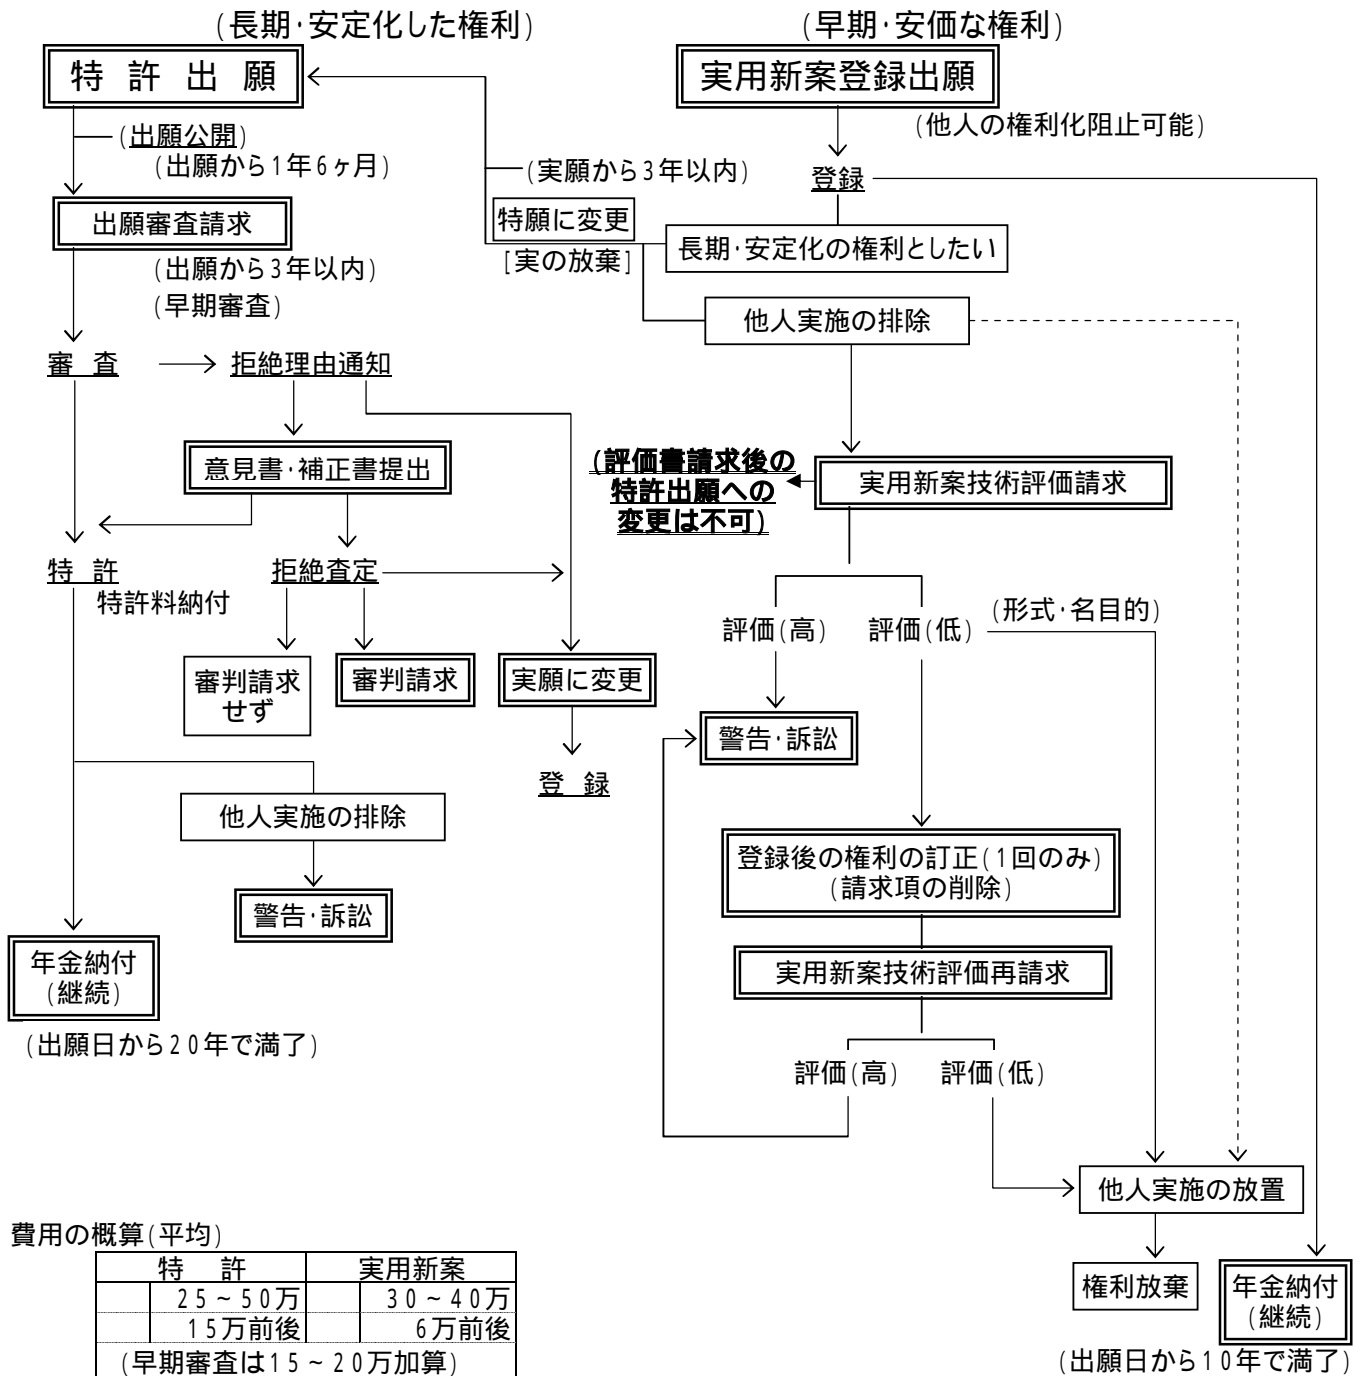 (長期･安定化した権利)
(早期･安価な権利)
特 許 出 願
実用新案登録出願
(出願公開)
(出願から1年6ヶ月)
(他人の権利化阻止可能)
(実願から3年以内)
登録
出願審査請求
特願に変更
長期･安定化の権利としたい
[実の放棄]
(出願から3年以内)
(早期審査)
他人実施の排除
審 査
拒絶理由通知
意見書･補正書提出
(評価書請求後の
特許出願への
変更は不可)
実用新案技術評価請求
特 許
特許料納付
拒絶査定
(形式･名目的)
評価(高)
評価(低)
審判請求
せず
審判請求
実願に変更
警告･訴訟
登 録
他人実施の排除
登録後の権利の訂正(1回のみ)
(請求項の削除)
警告･訴訟
年金納付
(継続)
実用新案技術評価再請求
(出願日から20年で満了)
評価(高)
評価(低)
他人実施の放置
権利放棄
年金納付
(継続)
(出願日から10年で満了)
費用の概算(平均)
特 許 実用新案
25～50万 30～40万
15万前後 6万前後
(早期審査は15～20万加算)